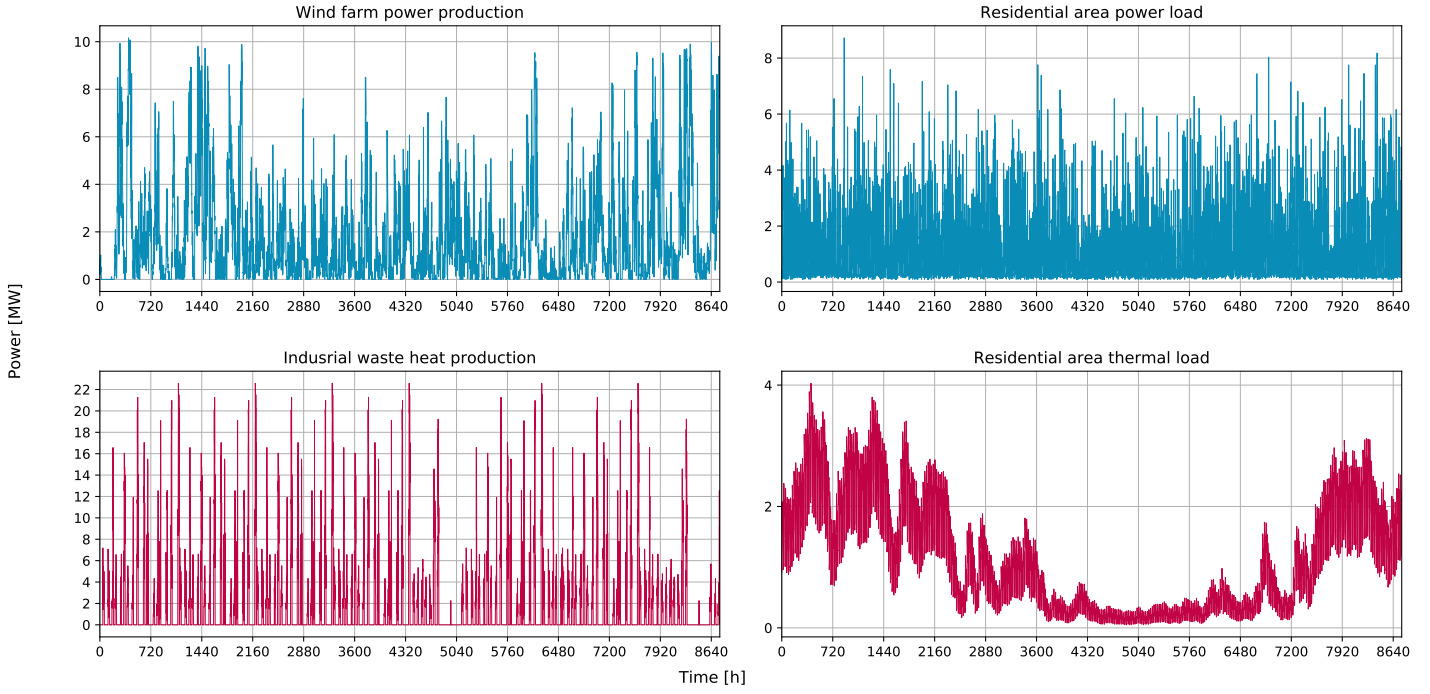 Wind farm power production
10
8
6
4
2
0
0 720 1440 2160 2880 3600 4320 5040 5760 6480 7200 7920 8640
Residential area power load
8
6
4
2
0
0 720 1440 2160 2880 3600 4320 5040 5760 6480 7200 7920 8640
Power [MW]
Indusrial waste heat production
22
20
18
16
14
12
10
8
6
4
2
0
0 720 1440 2160 2880 3600 4320 5040 5760 6480 7200 7920 8640
Residential area thermal load
4
2
0
0 720 1440 2160 2880 3600 4320 5040 5760 6480 7200 7920 8640
Time [h]